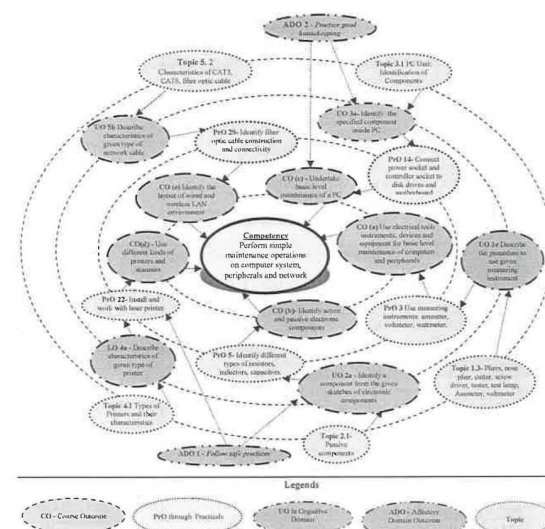 ADO 2 - Practice good
housekeeping
Topic 5. 2
Characteristics of CAT5,
CAT6, fibre optic cable
Topic 3.1 PC Unit:
Identification of
Components
UO 5b Describe
characteristics of
given type of
network cable
PrO 29- Identify fiber
optic cable construction
and connectivity
UO 3a- Identify the
specified component
inside PC
PrO 14- Connect
power socket and
controller socket to
disk drives and
motherboard
CO (e) Identify the
layout of wired and
wireless LAN
environment
CO (c) - Undertake
basic level
maintenance of a PC
Competency
Perform simple
maintenance operations
on computer system,
peripherals and network
CO (a) Use electrical tools
instruments, devices and
equipment for basic level
maintenance of computers
and peripherals
UO 1e Describe
the procedure to
use given
measuring
instrument
CO(d) - Use
different kinds of
printers and
scanners
PrO 22- Install and
work with laser printer
CO (b)- Identify active
and passive electronic
components
PrO 3 Use measuring
instruments: ammeter,
voltmeter, wattmeter.
UO 4a - Describe
characteristics of
given type of
printer
PrO 5- Identify different
types of resistors,
inductors, capacitors.
UO 2a - Identify a
component from the given
sketches of electronic
components
Topic 1.3- Pliers, nose
plier, cutter, screw
driver, tester, test lamp,
Ammeter, voltmeter
Topic 4.1 Types of
Printers and their
characteristics
ADO 1 - Follow safe practices
Topic 2.1-
Passive
components
Legends
CO - Course Outcome
PrO through Practicals
UO in Cognitive
Domain
ADO - Affective
Domain Outcome
Topic